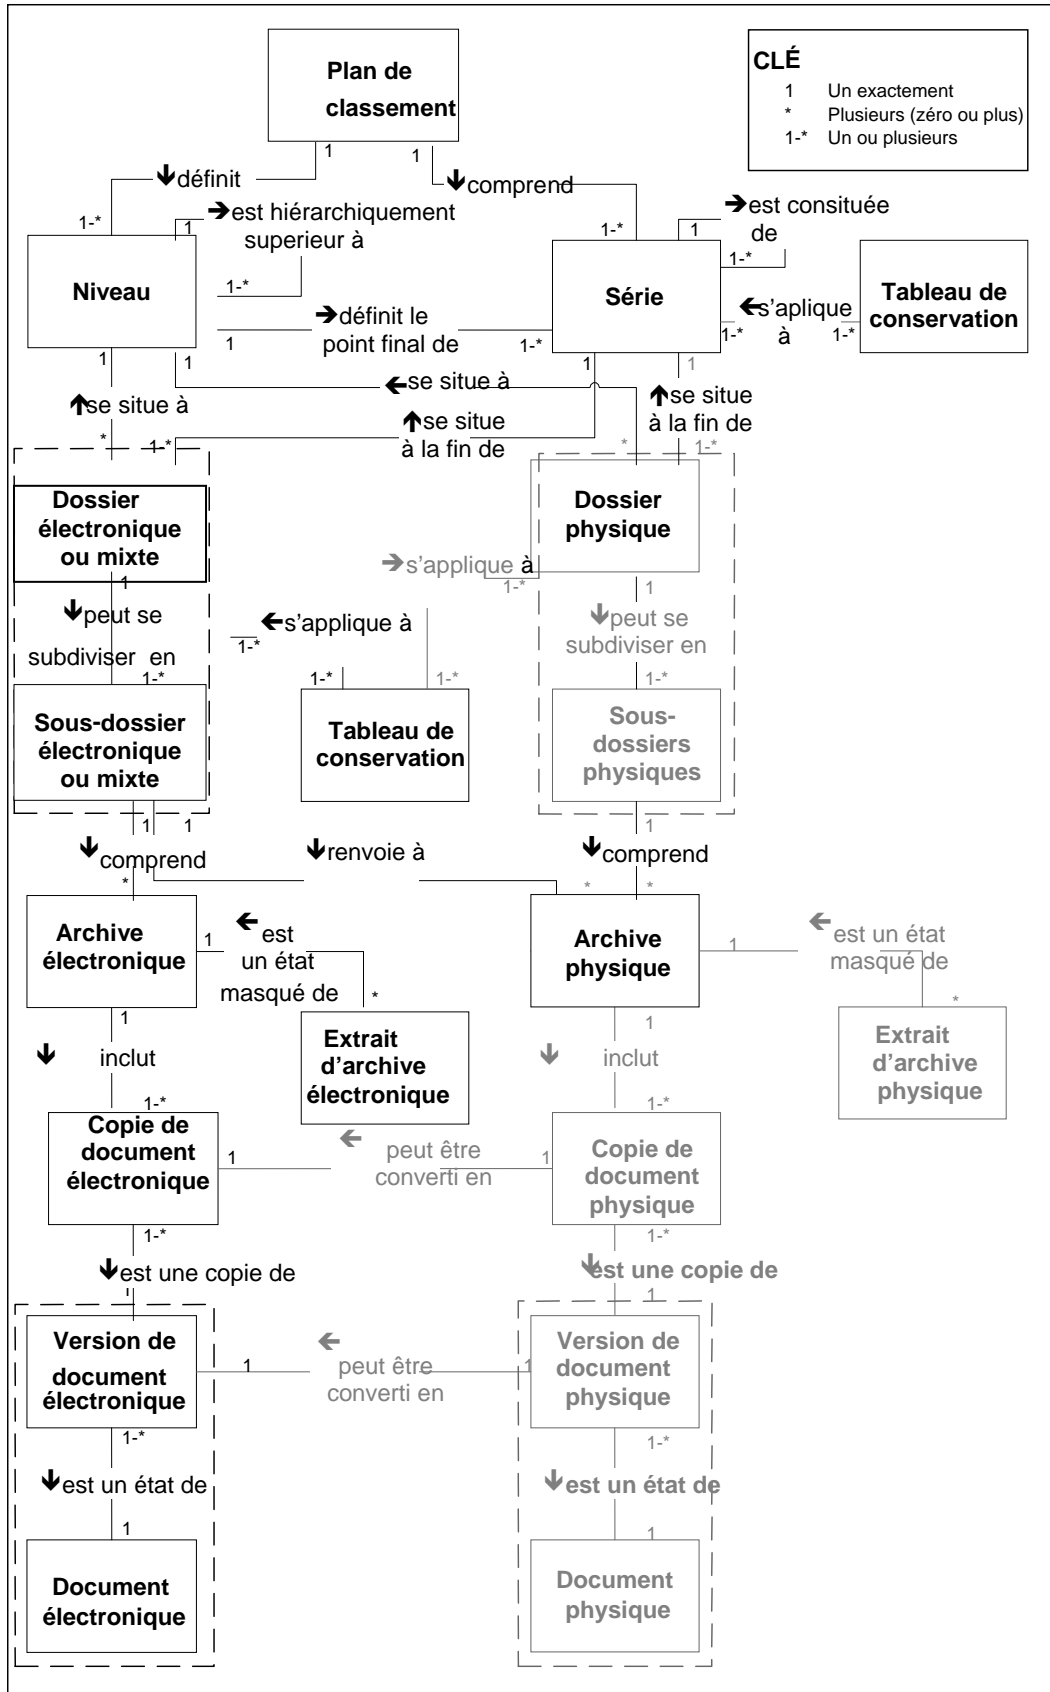 Plan de
classement
CLÉ
1 Un exactement
* Plusieurs (zéro ou plus)
1-* Un ou plusieurs
1
1
définit
comprend
1-*
1
est hiérarchiquement
superieur à
1-*
1
est consituée
de
1-*
Niveau
1-*
Série
Tableau de
conservation
s'aplique
à
1-*
1-*
1
définit le
point final de
1-*
1
1
1
1
se situe à
se situe à
se situe
à la fin de
se situe
à la fin de
*
1-*
*
1-*
Dossier
électronique
ou mixte
Dossier
physique
1
s'applique à
1-*
1
peut se
subdiviser en
s'applique à
1-*
peut se
subdiviser en
1-*
1-*
1-*
1-*
Sous-dossier
électronique
ou mixte
Tableau de
conservation
Sous-
dossiers
physiques
1
1
1
comprend
renvoie à
comprend
*
*
*
Archive
électronique
1
est
un état
masqué de
*
Archive
physique
1
est un état
masqué de
*
1
1
Extrait
d'archive
électronique
Extrait
d'archive
physique
inclut
inclut
1-*
1-*
Copie de
document
électronique
1
peut être
converti en
1
Copie de
document
physique
1-*
1-*
est une copie de
est une copie de
1
Version de
document
électronique
1
peut être
converti en
1
Version de
document
physique
1-*
1-*
est un état de
est un état de
1
1
Document
électronique
Document
physique